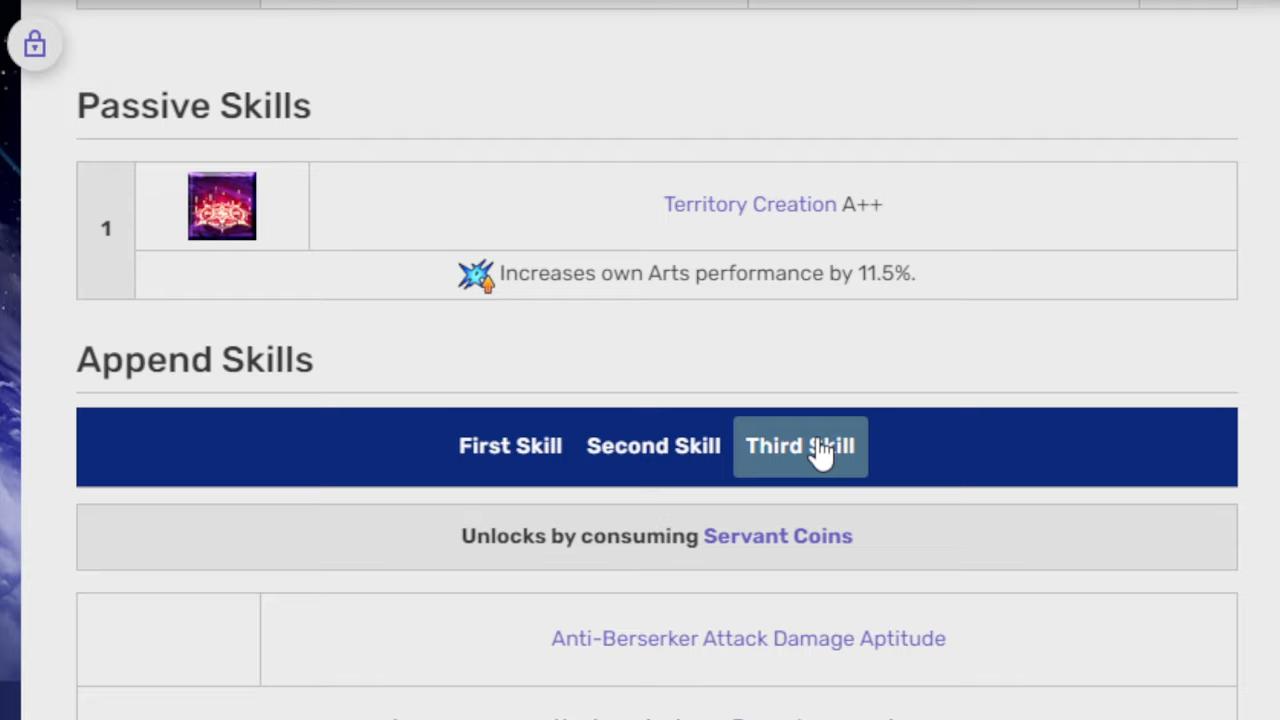 Passive Skills
1
Territory Creation A++
Increases own Arts performance by 11.5%.
Append Skills
First Skill Second Skill Third Skill
Unlocks by consuming Servant Coins
Anti-Berserker Attack Damage Aptitude